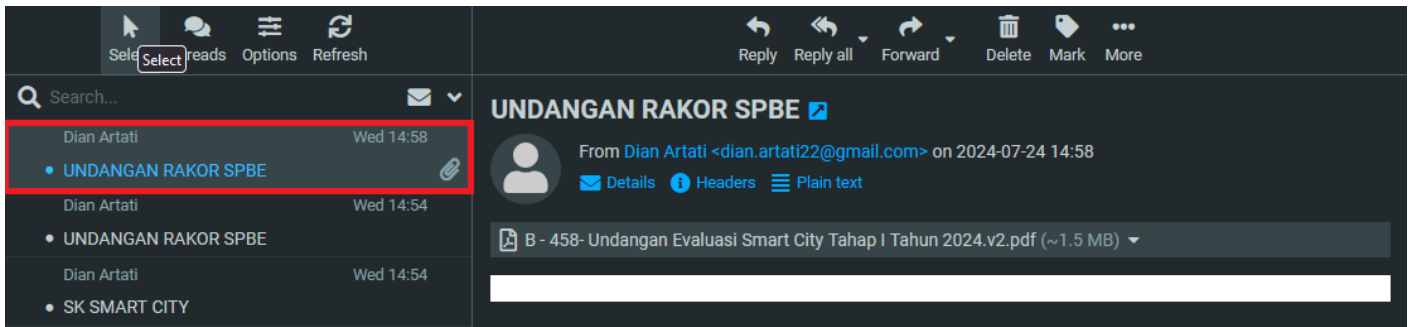 Sele
Select
reads
Options
Refresh
Reply
Reply all
Forward
Delete
Mark
More
Search...
Dian Artati Wed 14:58
UNDANGAN RAKOR SPBE
Dian Artati Wed 14:54
UNDANGAN RAKOR SPBE
Dian Artati Wed 14:54
SK SMART CITY
UNDANGAN RAKOR SPBE
From Dian Artati <dian.artati22@gmail.com> on 2024-07-24 14:58
Details Headers Plain text
B - 458- Undangan Evaluasi Smart City Tahap I Tahun 2024.v2.pdf (~1.5 MB)